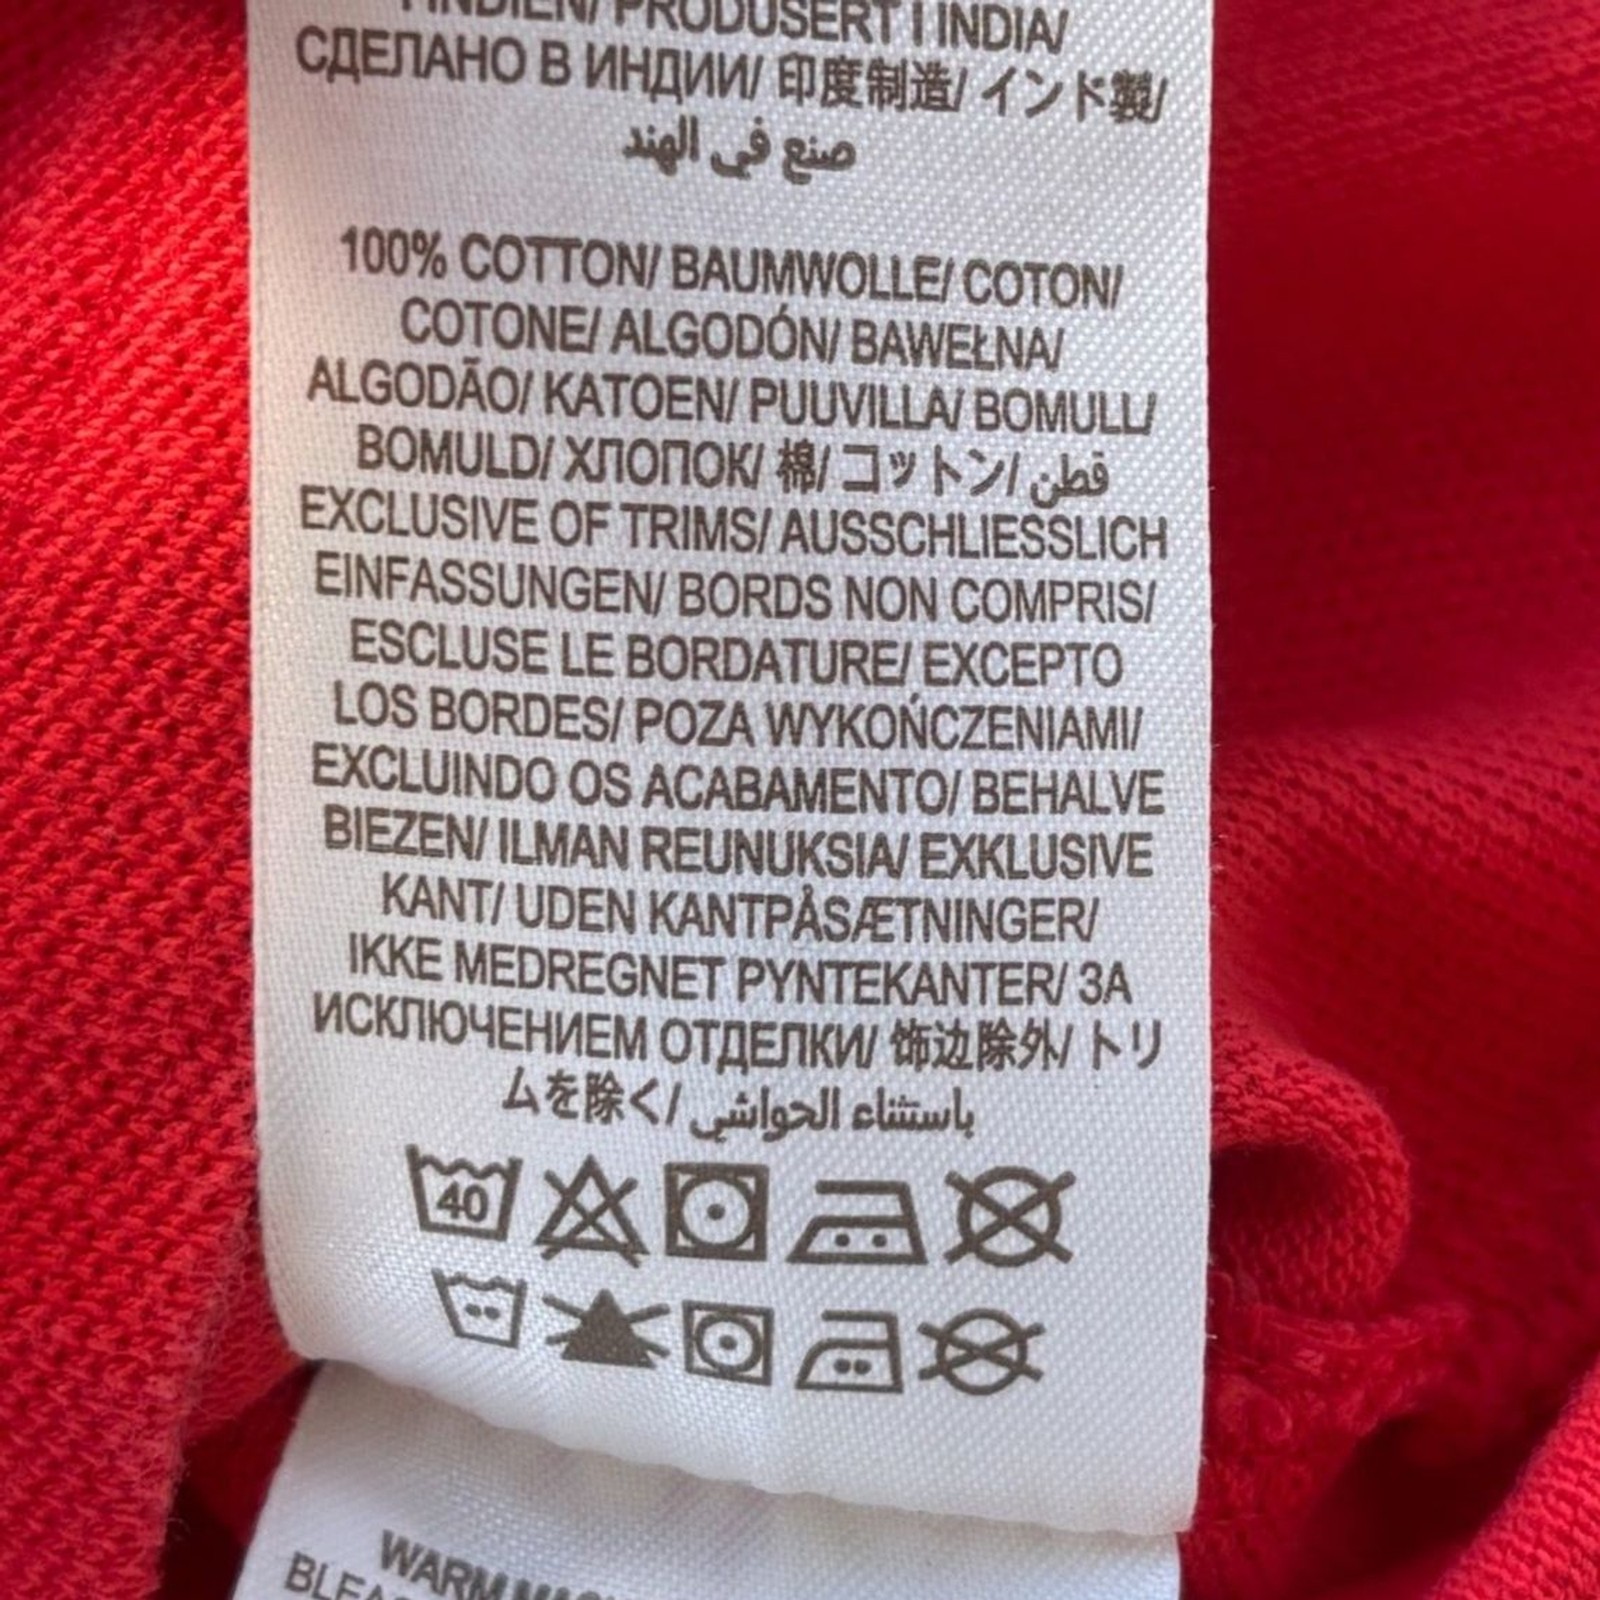 I INDIEN/ PRODUSERT I INDIA/
СДЕЛАНО В ИНДИИ/ 印度制造/ インド製/
صنع في الهند
100% COTTON/ BAUMWOLLE/ COTON/
COTONE/ ALGODÓN/ BAWEŁNA/
ALGODÃO/ KATOEN/ PUUVILLA/ BOMULL/
BOMULD/ ХЛОПОК/ 棉/ コットン/ قطن
EXCLUSIVE OF TRIMS/ AUSSCHLIESSLICH
EINFASSUNGEN/ BORDS NON COMPRIS/
ESCLUSE LE BORDATURE/ EXCEPTO
LOS BORDES/ POZA WYKOŃCZENIAMI/
EXCLUINDO OS ACABAMENTO/ BEHALVE
BIEZEN/ ILMAN REUNUKSIA/ EXKLUSIVE
KANT/ UDEN KANTPÅSÆTNINGER/
IKKE MEDREGNET PYNTEKANTER/ ЗА
ИСКЛЮЧЕНИЕМ ОТДЕЛКИ/ 饰边除外/ トリ
ムを除く/ باستثناء الحواشي
40
WARM